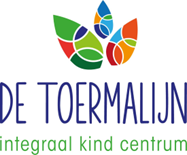 DE TOERMALIJN
integraal kind centrum